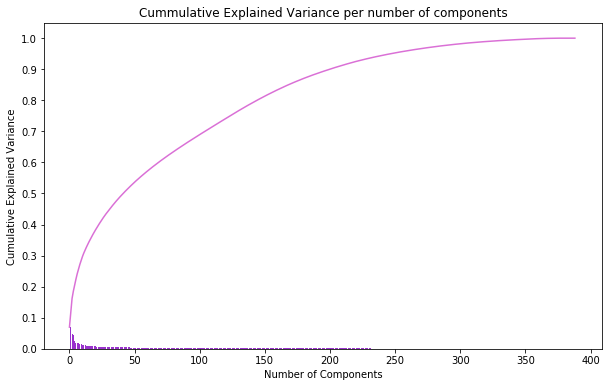 Cummulative Explained Variance per number of components
1.0
0.9
0.8
0.7
0.6
0.5
0.4
0.3
0.2
0.1
0.0
Cumulative Explained Variance
0 50 100 150 200 250 300 350 400
Number of Components